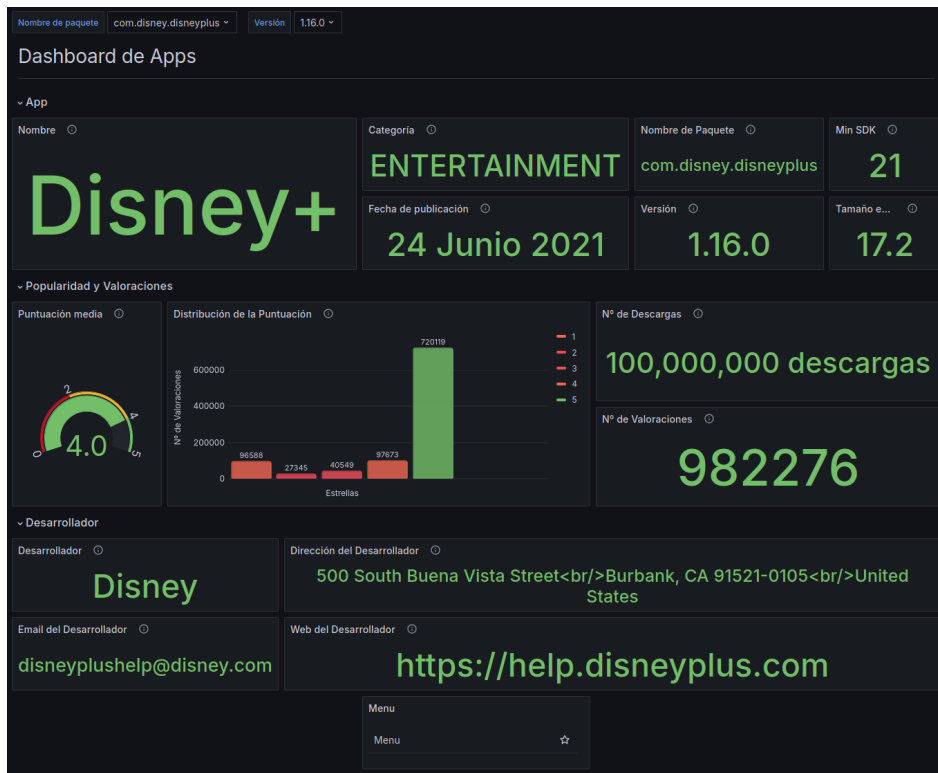 Nombre de paquete com.disney.disneyplus Versión 1.16.0
Dashboard de Apps
App
Nombre
Disney+
Categoría
ENTERTAINMENT
Nombre de Paquete
com.disney.disneyplus
Min SDK
21
Fecha de publicación
24 Junio 2021
Versión
1.16.0
Tamaño e...
17.2
Popularidad y Valoraciones
Puntuación media
0
2
4
5
4.0
Distribución de la Puntuación
Nº de Valoraciones
600000
400000
200000
0
96588
27345
40549
97673
720119
Estrellas
1
2
3
4
5
Nº de Descargas
100,000,000 descargas
Nº de Valoraciones
982276
Desarrollador
Desarrollador
Disney
Dirección del Desarrollador
500 South Buena Vista Street<br/>Burbank, CA 91521-0105<br/>United
States
Email del Desarrollador
disneyplushelp@disney.com
Web del Desarrollador
https://help.disneyplus.com
Menu
Menu